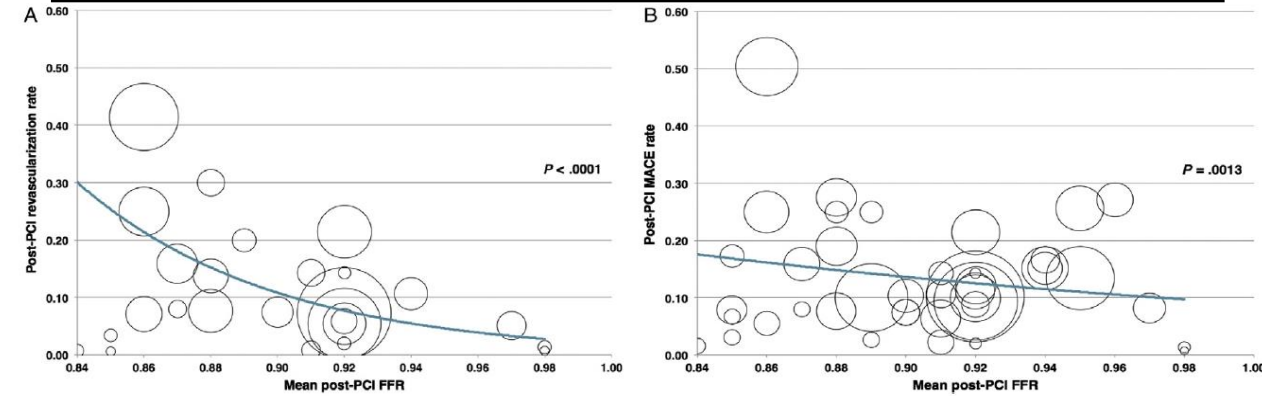 A
0.60
0.50
0.40
0.30
0.20
0.10
0.00
Post-PCI revascularization rate
P < .0001
0.84 0.86 0.88 0.90 0.92 0.94 0.96 0.98 1.00
Mean post-PCI FFR
B
0.60
0.50
0.40
0.30
0.20
0.10
0.00
Post-PCI MACE rate
P = .0013
0.84 0.86 0.88 0.90 0.92 0.94 0.96 0.98 1.00
Mean post-PCI FFR